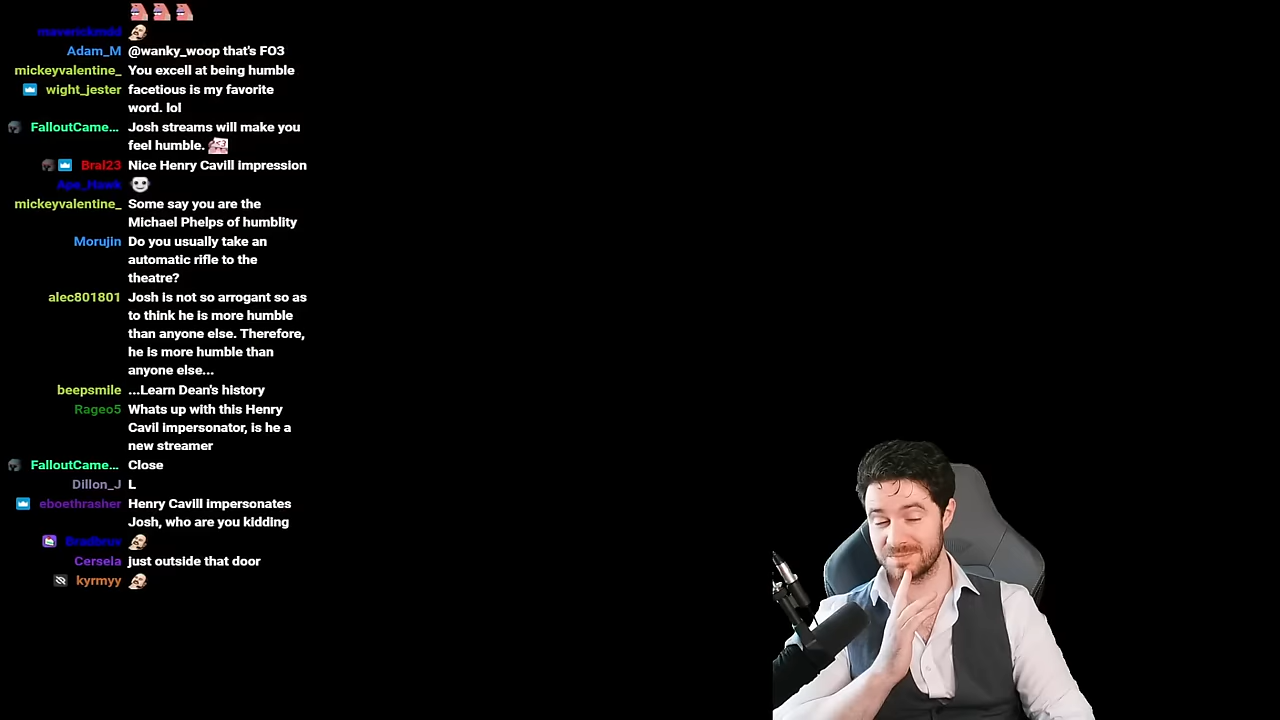 maverickmdd
Adam_M @wanky_woop that's FO3
mickeyvalentine_ You excell at being humble
wight_jester facetious is my favorite
word. lol
FalloutCame... Josh streams will make you
feel humble.
Bral23 Nice Henry Cavill impression
Ape_Hawk
mickeyvalentine_ Some say you are the
Michael Phelps of humblity
Morujin Do you usually take an
automatic rifle to the
theatre?
alec801801 Josh is not so arrogant so as
to think he is more humble
than anyone else. Therefore,
he is more humble than
anyone else...
beepsmile ...Learn Dean's history
Rageo5 Whats up with this Henry
Cavil impersonator, is he a
new streamer
FalloutCame... Close
Dillon_J L
eboethrasher Henry Cavill impersonates
Josh, who are you kidding
Bradbruv
Cersela just outside that door
kyrmyy